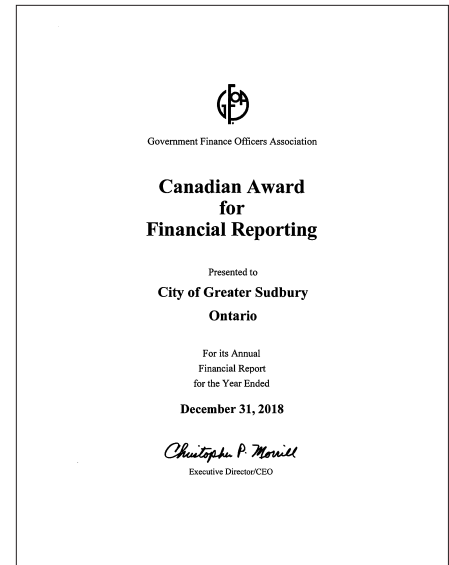 GFOA
Government Finance Officers Association
Canadian Award
for
Financial Reporting
Presented to
City of Greater Sudbury
Ontario
For its Annual
Financial Report
for the Year Ended
December 31, 2018
Christopher P. Morrill
Executive Director/CEO